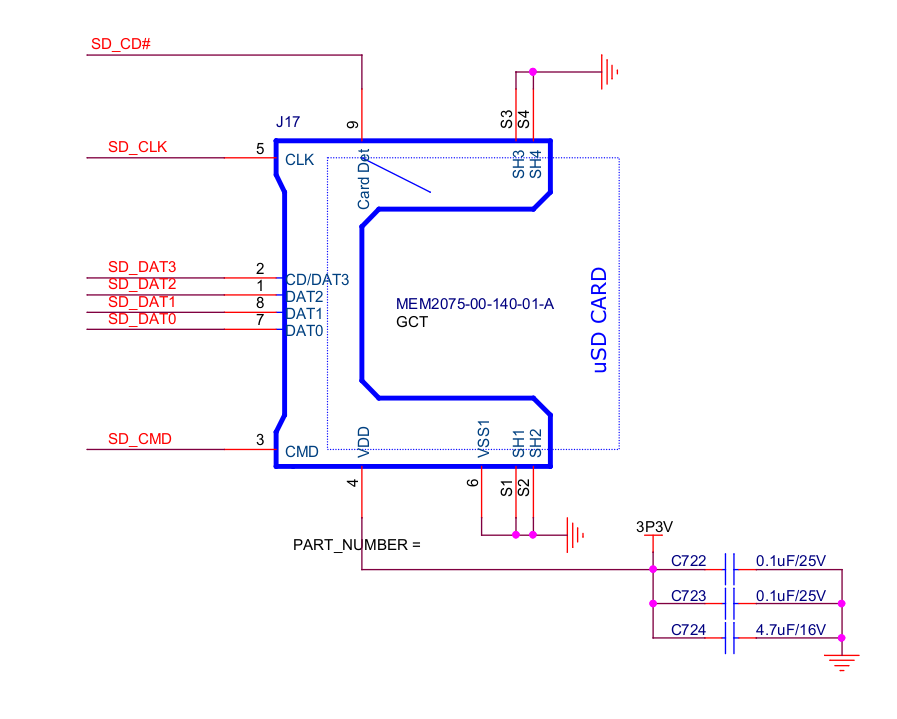 SD_CD#
J17
9
S3
S4
SD_CLK
5
CLK
Card Det
SH3
SH4
SD_DAT3
2
CD/DAT3
SD_DAT2
1
DAT2
SD_DAT1
8
DAT1
SD_DAT0
7
DAT0
MEM2075-00-140-01-A
GCT
uSD CARD
SD_CMD
3
CMD
VDD
VSS1
SH1
SH2
4
6
S1
S2
PART_NUMBER =
3P3V
C722
0.1uF/25V
C723
0.1uF/25V
C724
4.7uF/16V